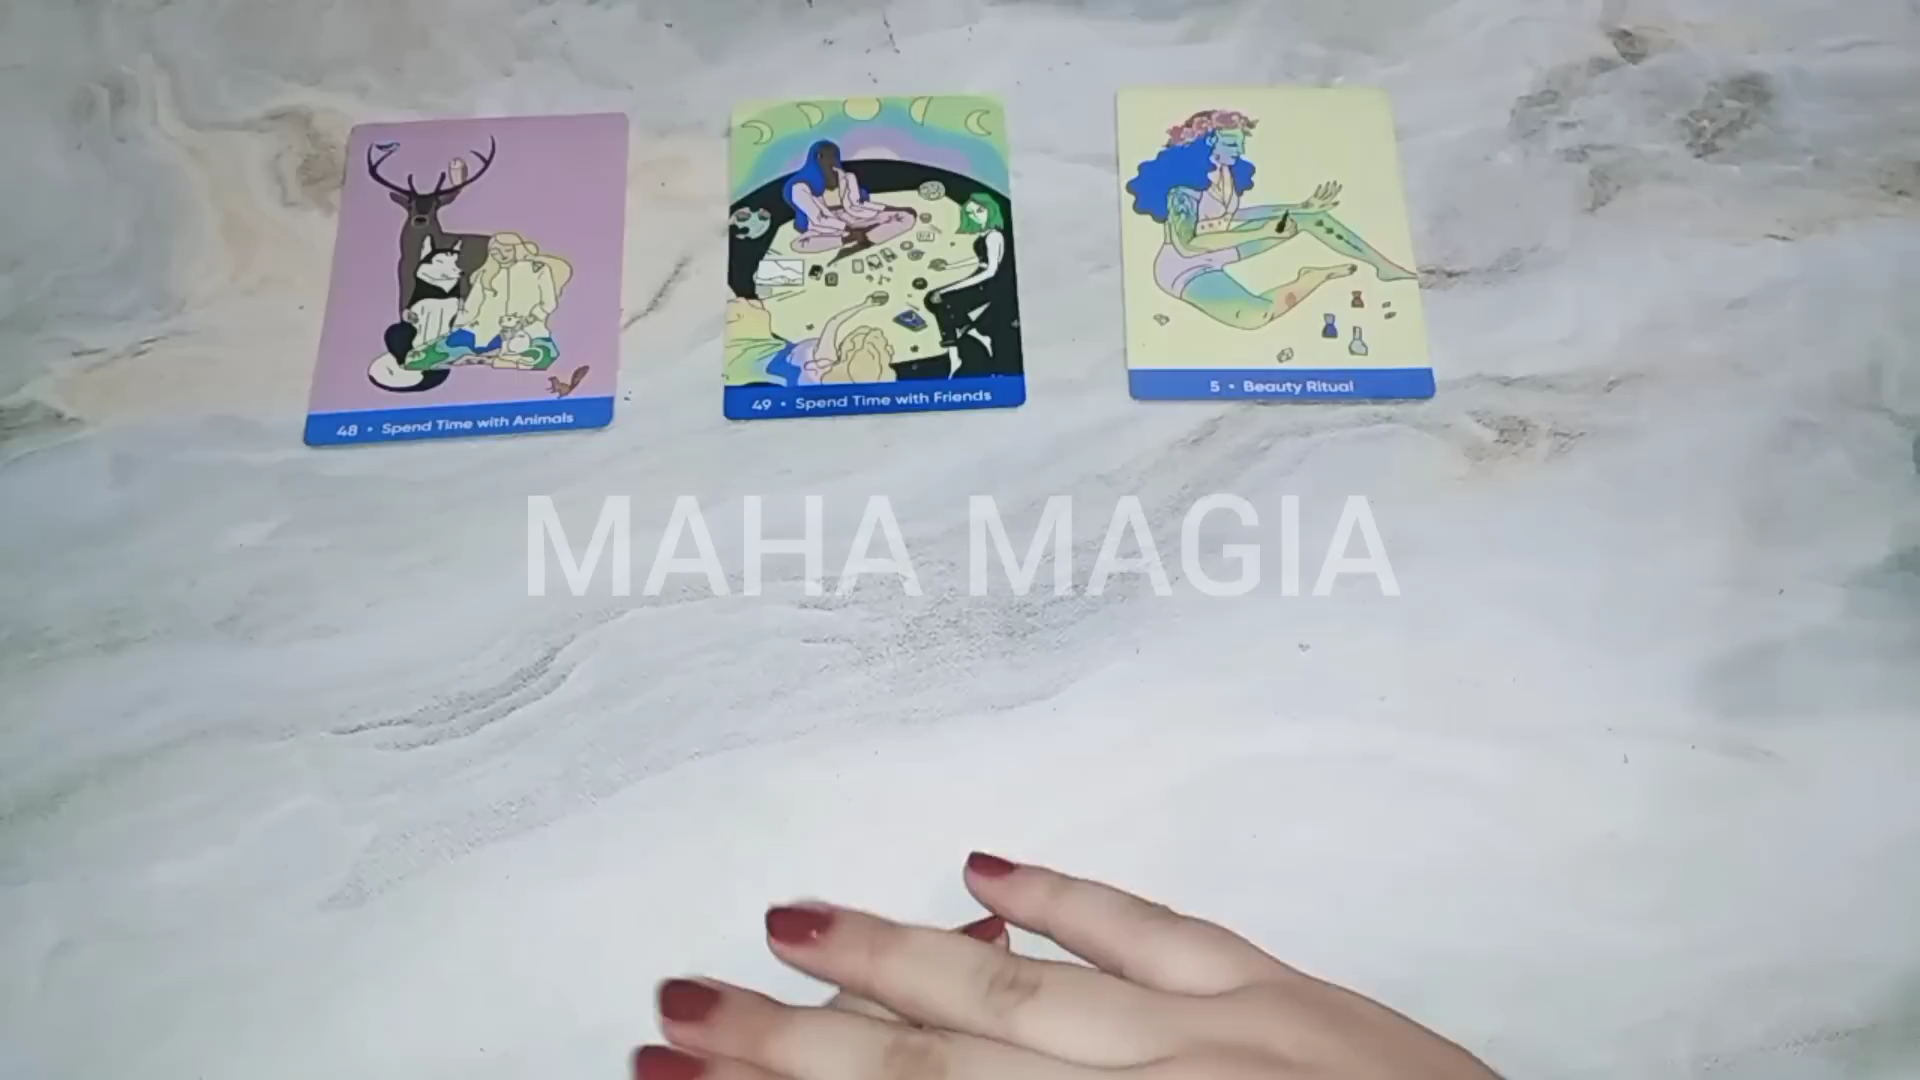 48 • Spend Time with Animals
49 • Spend Time with Friends
5 • Beauty Ritual
MAHA MAGIA